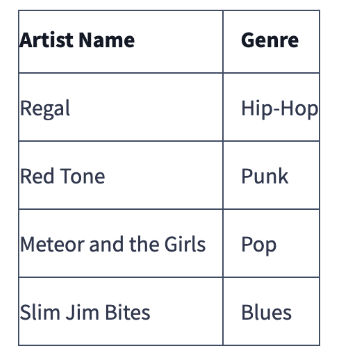 Artist Name Genre
Regal Hip-Hop
Red Tone Punk
Meteor and the Girls Pop
Slim Jim Bites Blues